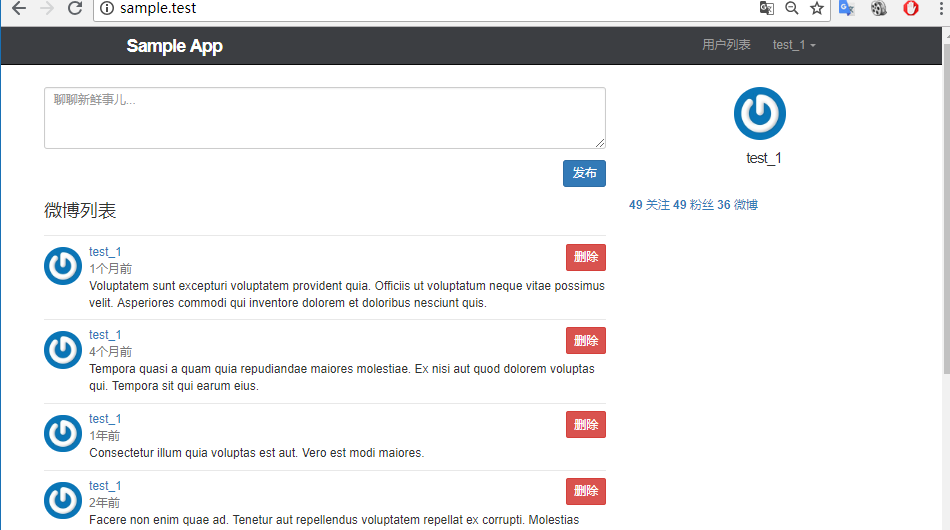 sample.test
Sample App
用户列表
test_1
聊聊新鲜事儿...
发布
test_1
49 关注 49 粉丝 36 微博
微博列表
test_1
删除
1个月前
Voluptatem sunt excepturi voluptatem provident quia. Officiis ut voluptatum neque vitae possimus
velit. Asperiores commodi qui inventore dolorem et doloribus nesciunt quis.
test_1
删除
4个月前
Tempora quasi a quam quia repudiandae maiores molestiae. Ex nisi aut quod dolorem voluptas
qui. Tempora sit qui earum eius.
test_1
删除
1年前
Consectetur illum quia voluptas est aut. Vero est modi maiores.
test_1
删除
2年前
Facere non enim quae ad. Tenetur aut repellendus voluptatem repellat ex corrupti. Molestias